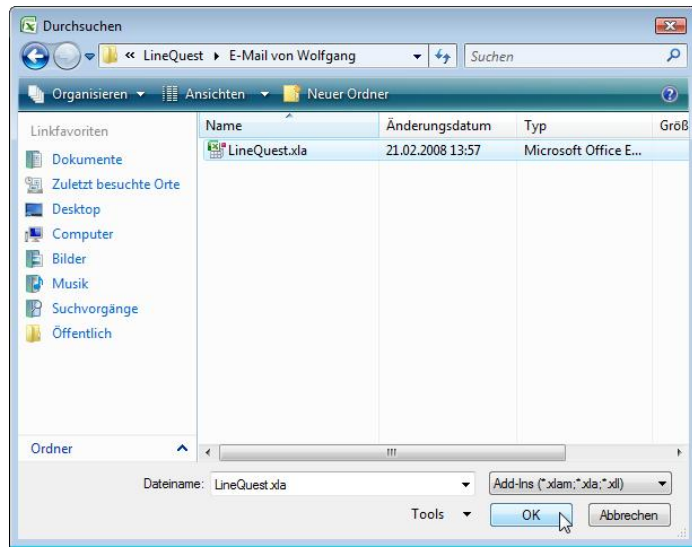 Durchsuchen
« LineQuest ▸ E-Mail von Wolfgang Suchen
Organisieren Ansichten Neuer Ordner
Linkfavoriten
Dokumente
Zuletzt besuchte Orte
Desktop
Computer
Bilder
Musik
Suchvorgänge
Öffentlich
Ordner
Name Änderungsdatum Typ Größ
LineQuest.xla 21.02.2008 13:57 Microsoft Office E...
Dateiname: LineQuest.xla Add-Ins (*.xlam;*.xla;*.xll)
Tools OK Abbrechen